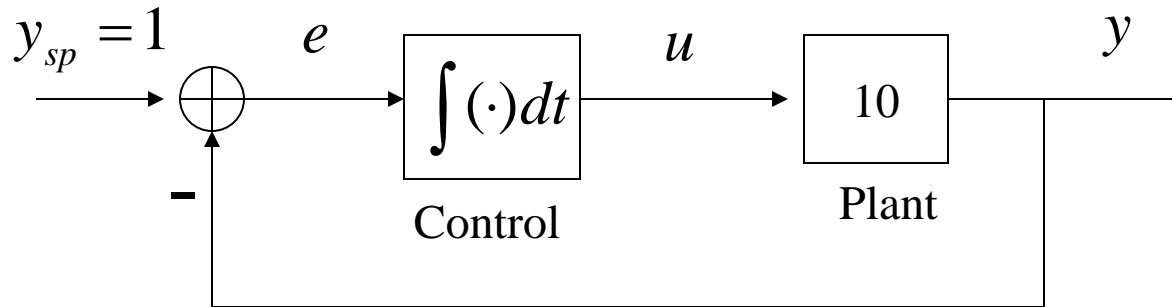 y_sp = 1
e
∫(·)dt
u
10
y
-
Control
Plant